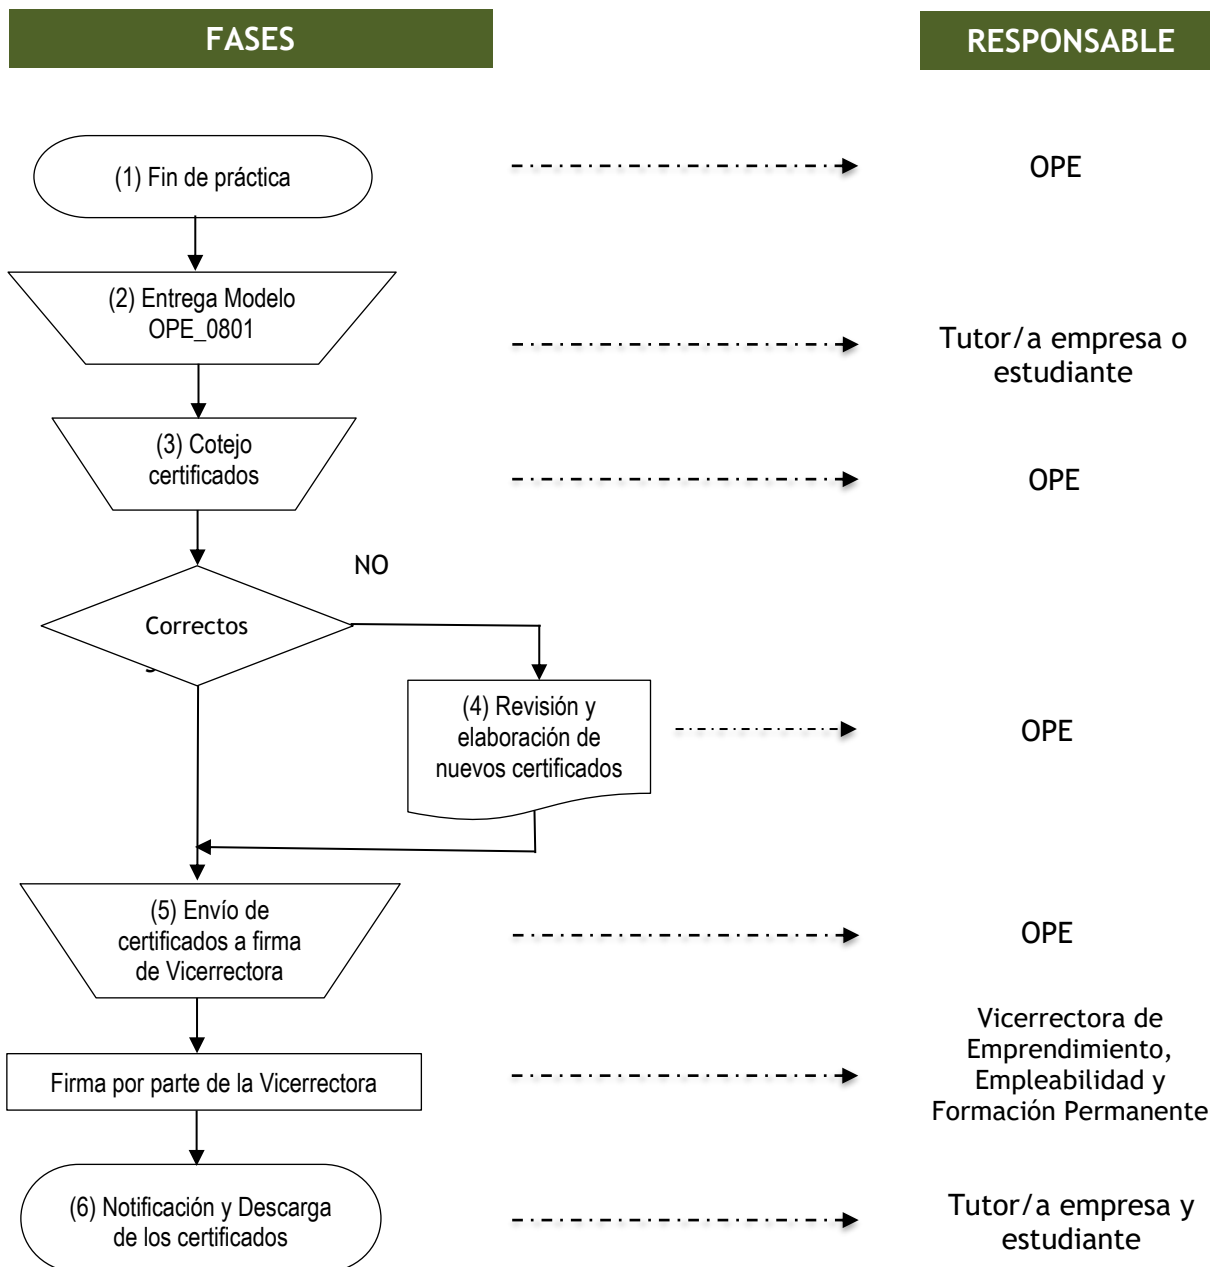 FASES
RESPONSABLE
(1) Fin de práctica
OPE
(2) Entrega Modelo
OPE_0801
Tutor/a empresa o
estudiante
(3) Cotejo
certificados
OPE
NO
Correctos
(4) Revisión y
elaboración de
nuevos certificados
OPE
(5) Envío de
certificados a firma
de Vicerrectora
OPE
Firma por parte de la Vicerrectora
Vicerrectora de
Emprendimiento,
Empleabilidad y
Formación Permanente
(6) Notificación y Descarga
de los certificados
Tutor/a empresa y
estudiante